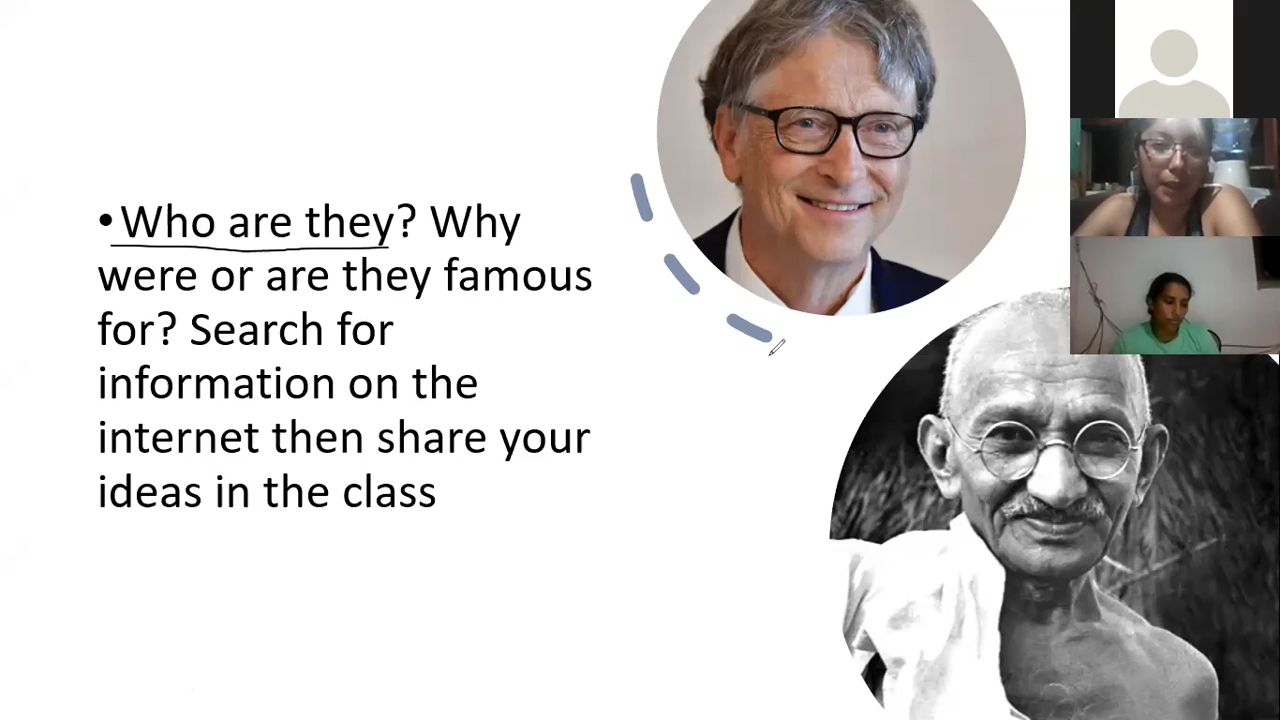 •Who are they? Why
were or are they famous
for? Search for
information on the
internet then share your
ideas in the class